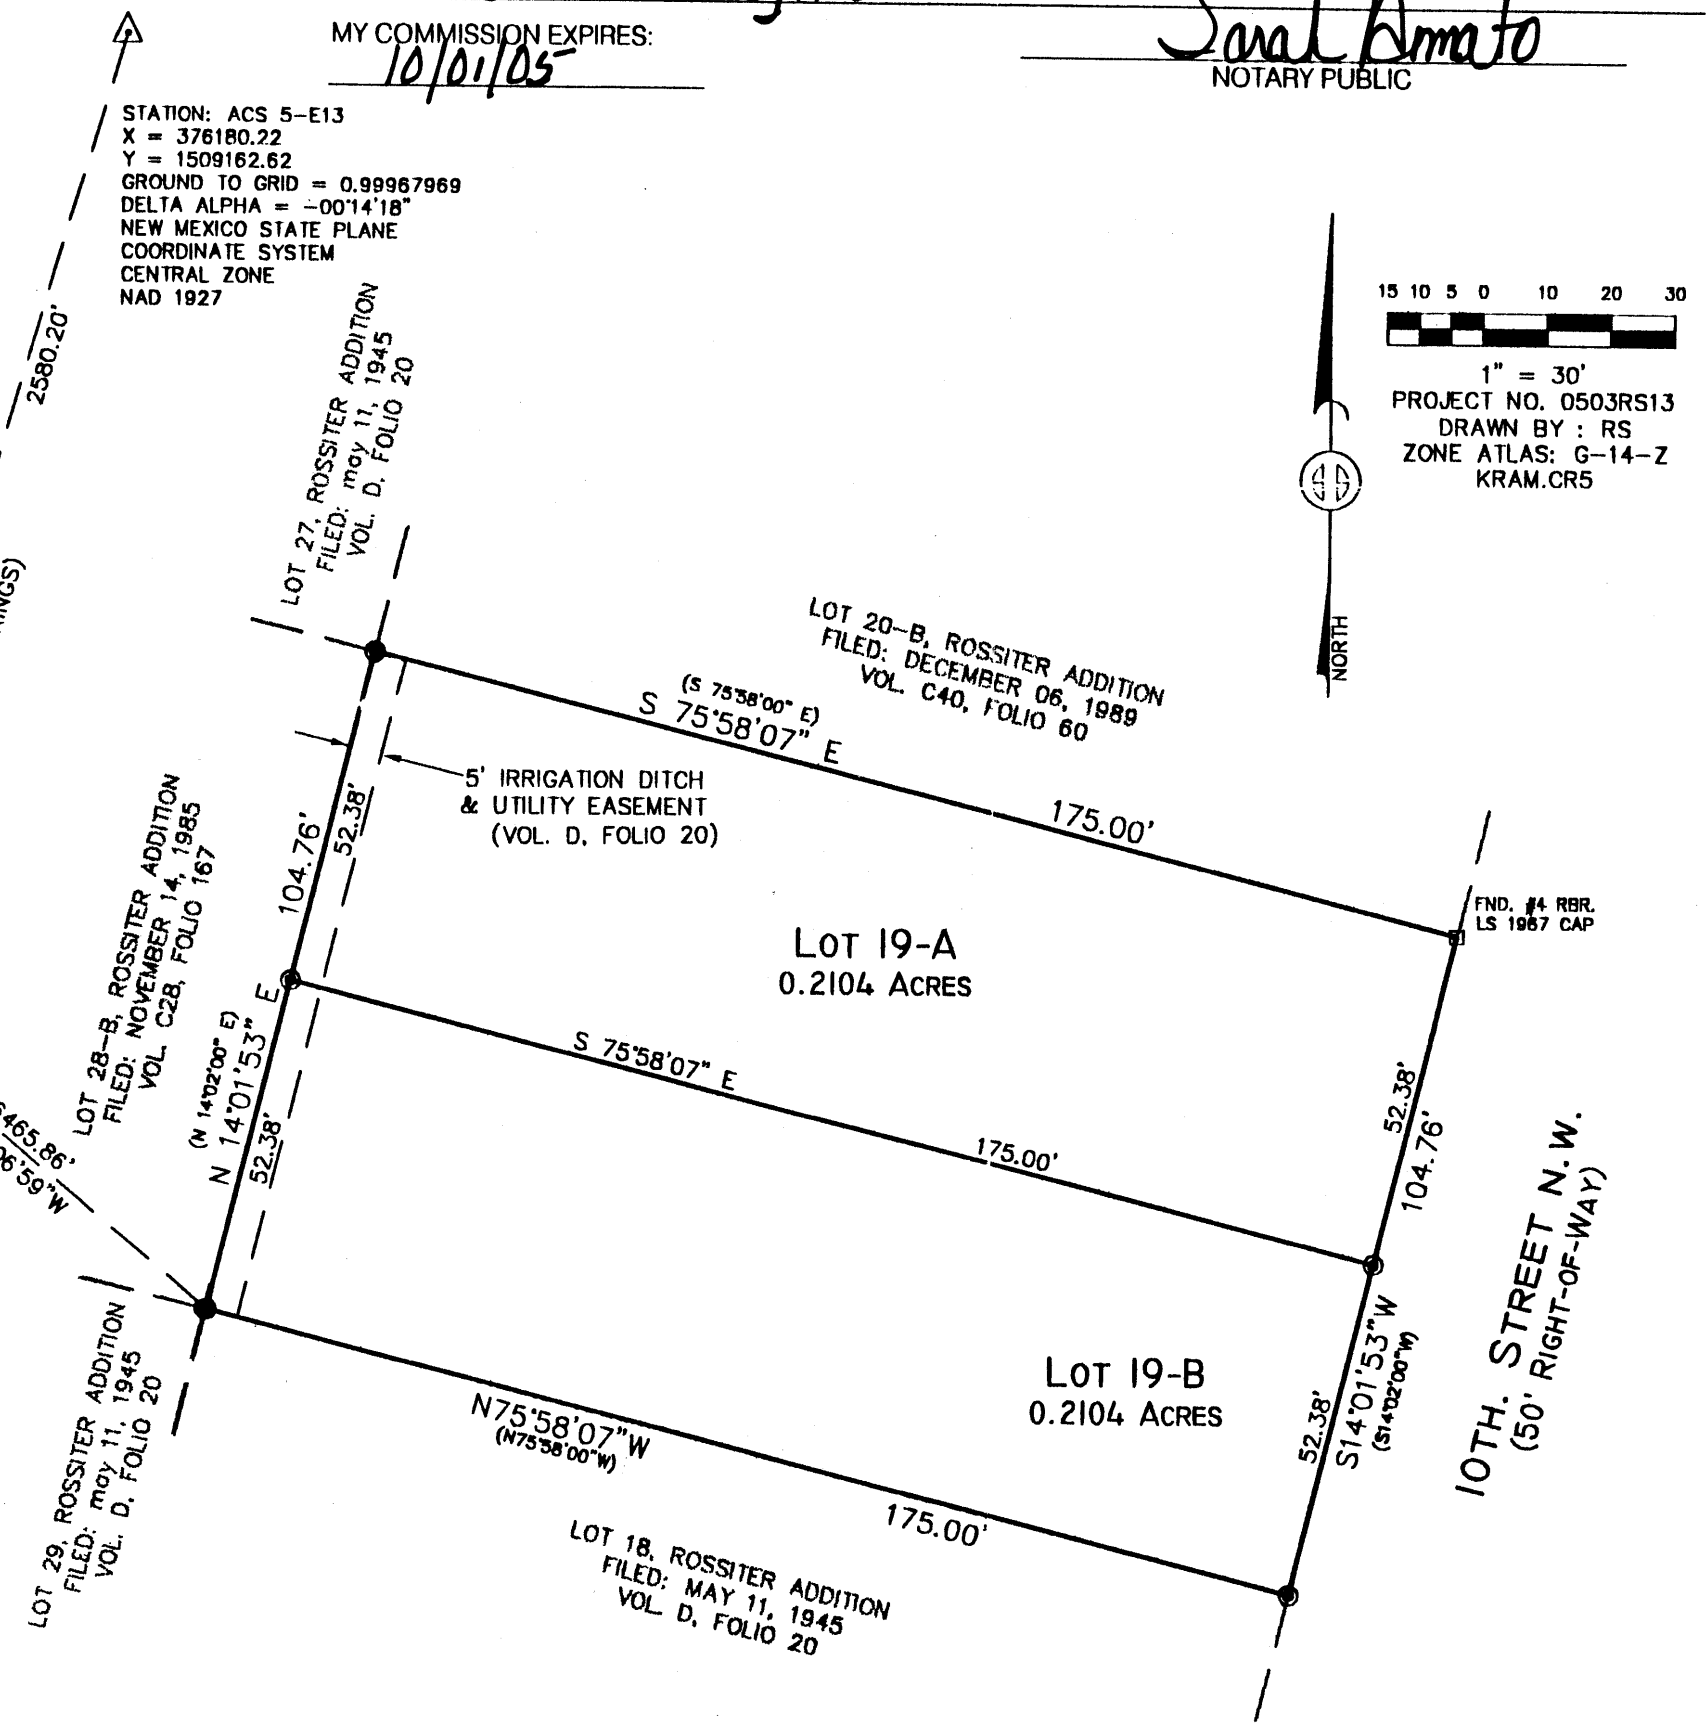 MY COMMISSION EXPIRES:
10/01/05
Sarah Amato
NOTARY PUBLIC
STATION: ACS 5-E13
X = 376180.22
Y = 1509162.62
GROUND TO GRID = 0.99967969
DELTA ALPHA = -00°14'18"
NEW MEXICO STATE PLANE
COORDINATE SYSTEM
CENTRAL ZONE
NAD 1927
2580.20'
15 10 5 0 10 20 30
1" = 30'
PROJECT NO. 0503RS13
DRAWN BY : RS
ZONE ATLAS: G-14-Z
KRAM.CR5
NORTH
LOT 27, ROSSITER ADDITION
FILED: may 11, 1945
VOL. D, FOLIO 20
LOT 20-B, ROSSITER ADDITION
FILED: DECEMBER 06, 1989
VOL. C40, FOLIO 60
(S 75°58'00" E)
S 75°58'07" E
175.00'
5' IRRIGATION DITCH
& UTILITY EASEMENT
(VOL. D, FOLIO 20)
104.76'
52.38'
LOT 28-B, ROSSITER ADDITION
FILED: NOVEMBER 14, 1985
VOL. C28, FOLIO 167
FND. #4 RBR.
LS 1967 CAP
LOT 19-A
0.2104 ACRES
(N 14°02'00" E)
N 14°01'53" E
52.38'
S 75°58'07" E
175.00'
52.38'
104.76'
465.86'
06'59"W
10TH. STREET N.W.
(50' RIGHT-OF-WAY)
LOT 19-B
0.2104 ACRES
52.38'
S14°01'53"W
(S14°02'00"W)
N75°58'07"W
(N75°58'00"W)
175.00'
LOT 29, ROSSITER ADDITION
FILED: may 11, 1945
VOL. D, FOLIO 20
LOT 18, ROSSITER ADDITION
FILED: MAY 11, 1945
VOL. D, FOLIO 20